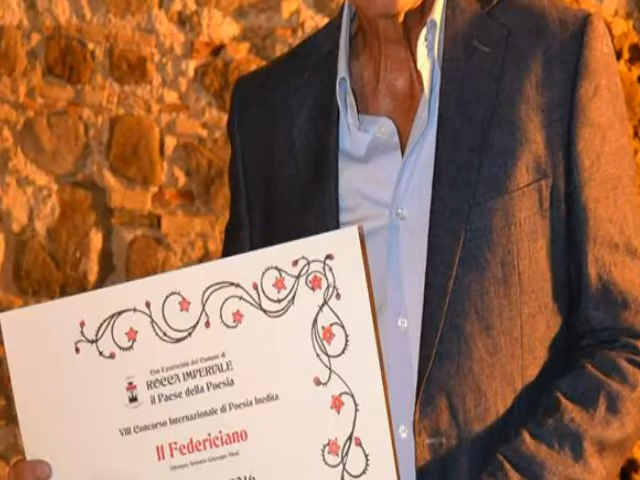 Con il patrocinio del Comune di
ROCCA IMPERIALE
il Paese della Poesia
VIII Concorso Internazionale di Poesia Inedita
Il Federiciano